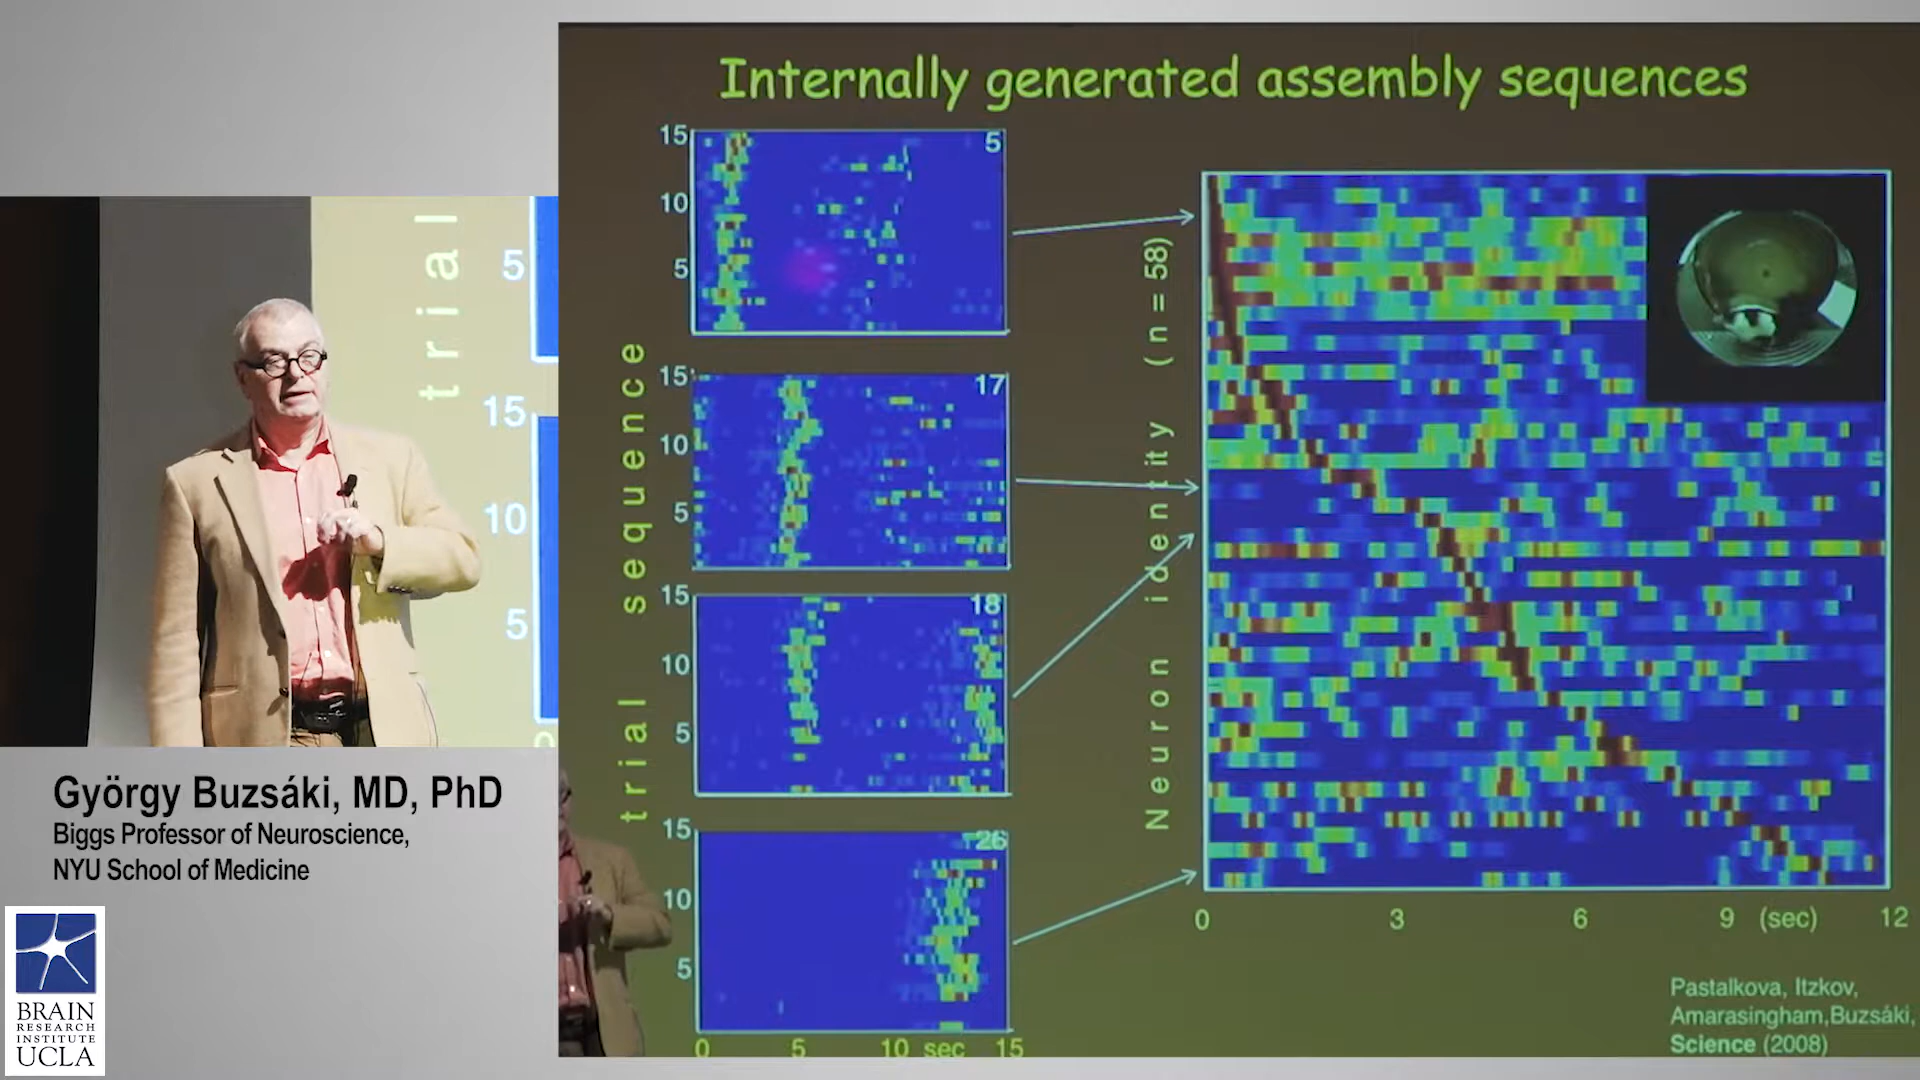 Internally generated assembly sequences
trial
5
15
10
5
0
trial sequence
15
10
5
5
15
10
5
17
15
10
5
18
15
10
5
26
0 5 10 sec 15
Neuron identity (n = 58)
0 3 6 9 (sec) 12
Pastalkova, Itzkov,
Amarasingham,Buzsáki,
Science (2008)
György Buzsáki, MD, PhD
Biggs Professor of Neuroscience,
NYU School of Medicine
BRAIN
RESEARCH
INSTITUTE
UCLA